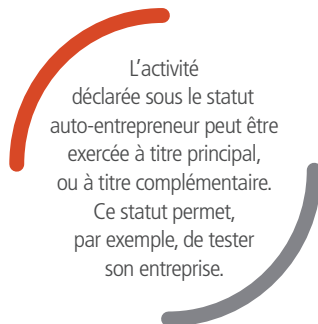 L’activité
déclarée sous le statut
auto-entrepreneur peut être
exercée à titre principal,
ou à titre complémentaire.
Ce statut permet,
par exemple, de tester
son entreprise.